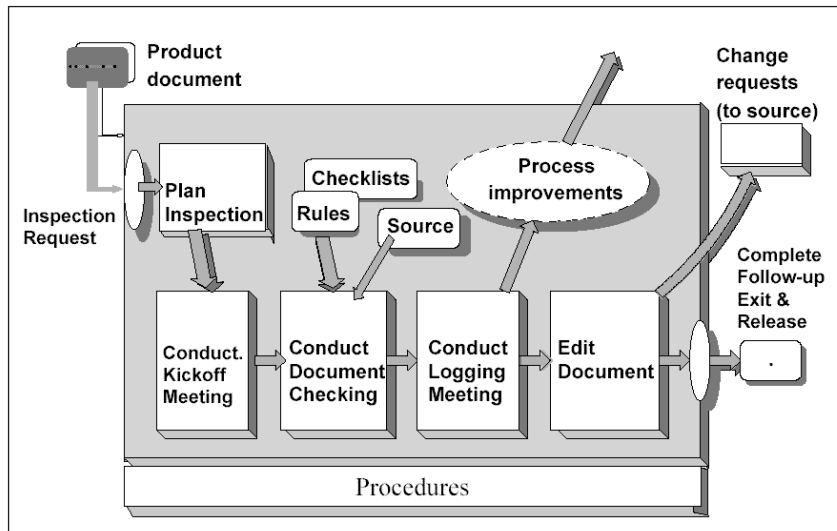 Product
document
Change
requests
(to source)
Inspection
Request
Plan
Inspection
Checklists
Rules
Source
Process
improvements
Complete
Follow-up
Exit &
Release
Conduct.
Kickoff
Meeting
Conduct
Document
Checking
Conduct
Logging
Meeting
Edit
Document
Procedures